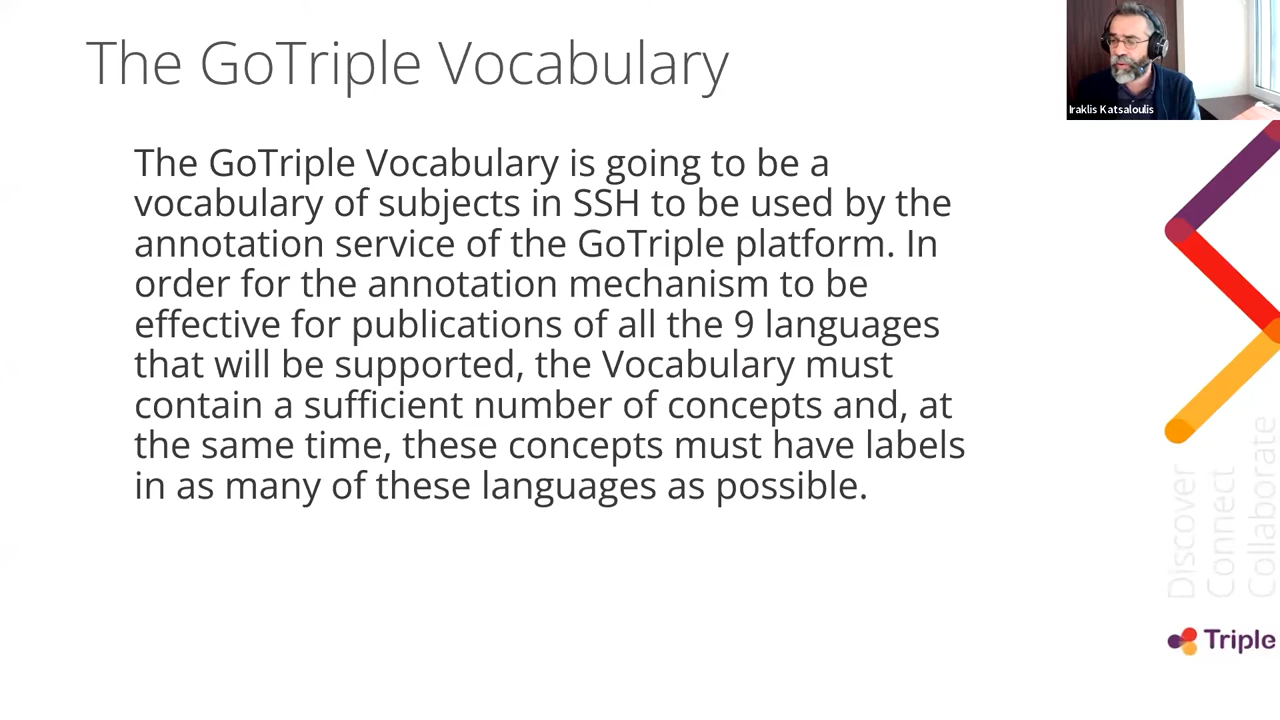 The GoTriple Vocabulary
Iraklis Katsaloulis
The GoTriple Vocabulary is going to be a
vocabulary of subjects in SSH to be used by the
annotation service of the GoTriple platform. In
order for the annotation mechanism to be
effective for publications of all the 9 languages
that will be supported, the Vocabulary must
contain a sufficient number of concepts and, at
the same time, these concepts must have labels
in as many of these languages as possible.
Discover
Connect
Collaborate
Triple